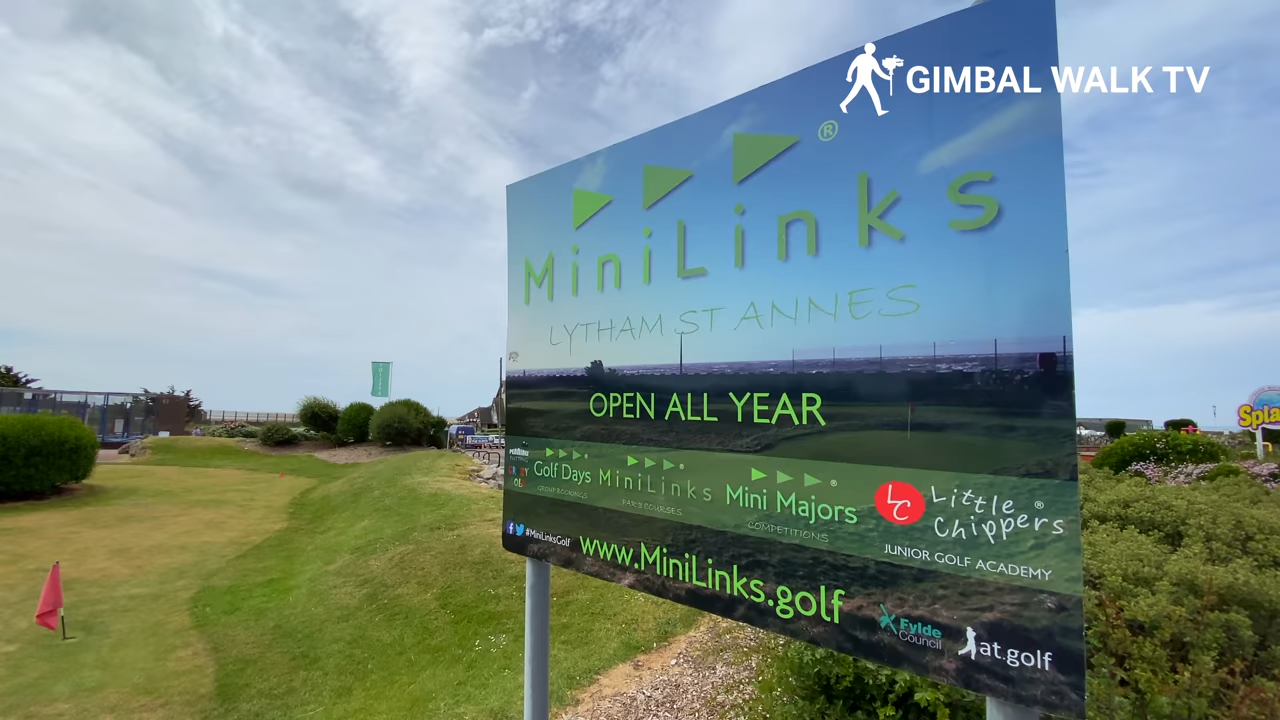 GIMBAL WALK TV
MiniLinks®
LYTHAM ST ANNES
OPEN ALL YEAR
Golf Days
GROUP BOOKINGS
MiniLinks
PAR 3 COURSES
Mini Majors®
COMPETITIONS
LC Little Chippers®
JUNIOR GOLF ACADEMY
#MiniLinksGolf
www.MiniLinks.golf
Fylde Council
at.golf
Spla